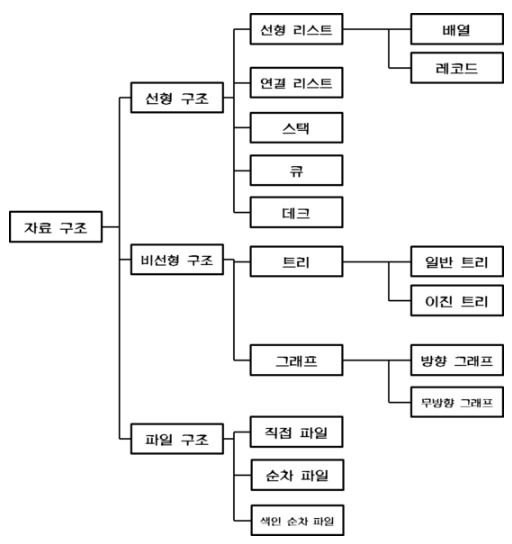 자료 구조
선형 구조
선형 리스트
배열
레코드
연결 리스트
스택
큐
데크
비선형 구조
트리
일반 트리
이진 트리
그래프
방향 그래프
무방향 그래프
파일 구조
직접 파일
순차 파일
색인 순차 파일